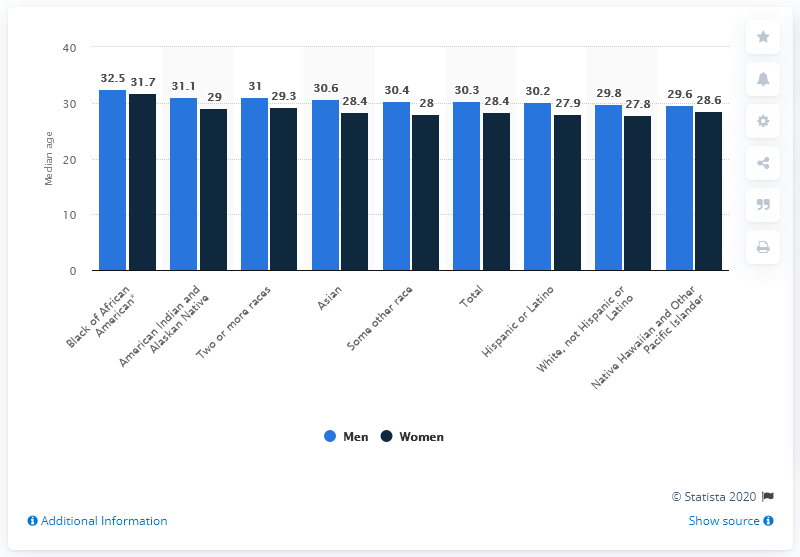 40
30
20
10
0
Median age
32.5
31.7
31.1
29
31
29.3
30.6
28.4
30.4
28
30.3
28.4
30.2
27.9
29.8
27.8
29.6
28.6
Black of African
American*
American Indian and
Alaskan Native
Two or more races
Asian
Some other race
Total
Hispanic or Latino
White, not Hispanic or
Latino
Native Hawaiian and Other
Pacific Islander
Men Women
© Statista 2020
Additional Information
Show source